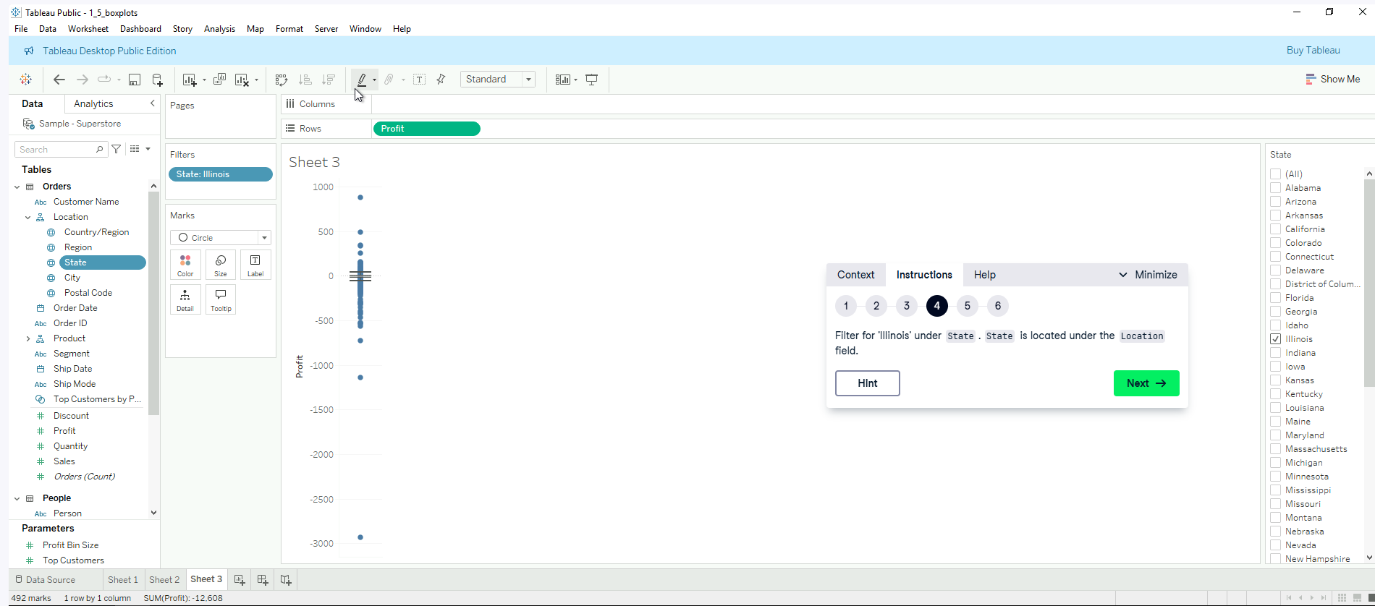 Tableau Public - 1_5_boxplots
File Data Worksheet Dashboard Story Analysis Map Format Server Window Help
Tableau Desktop Public Edition
Buy Tableau
Standard
Show Me
Data
Analytics
Sample - Superstore
Search
Tables
Orders
Abc Customer Name
Location
Country/Region
Region
State
City
Postal Code
Order Date
Abc Order ID
Product
Abc Segment
Ship Date
Abc Ship Mode
Top Customers by P...
# Discount
# Profit
# Quantity
# Sales
# Orders (Count)
People
Abc Person
Parameters
# Profit Bin Size
# Top Customers
Pages
Filters
State: Illinois
Marks
Circle
Color
Size
Label
Detail
Tooltip
Columns
Rows
Profit
Sheet 3
1000
500
0
-500
-1000
-1500
-2000
-2500
-3000
Profit
Context
Instructions
Help
Minimize
1 2 3 4 5 6
Filter for 'Illinois' under State . State is located under the Location
field.
Hint
Next →
State
(All)
Alabama
Arizona
Arkansas
California
Colorado
Connecticut
Delaware
District of Colum...
Florida
Georgia
Idaho
Illinois
Indiana
Iowa
Kansas
Kentucky
Louisiana
Maine
Maryland
Massachusetts
Michigan
Minnesota
Mississippi
Missouri
Montana
Nebraska
Nevada
New Hampshire
Data Source
Sheet 1
Sheet 2
Sheet 3
492 marks 1 row by 1 column SUM(Profit): -12,608